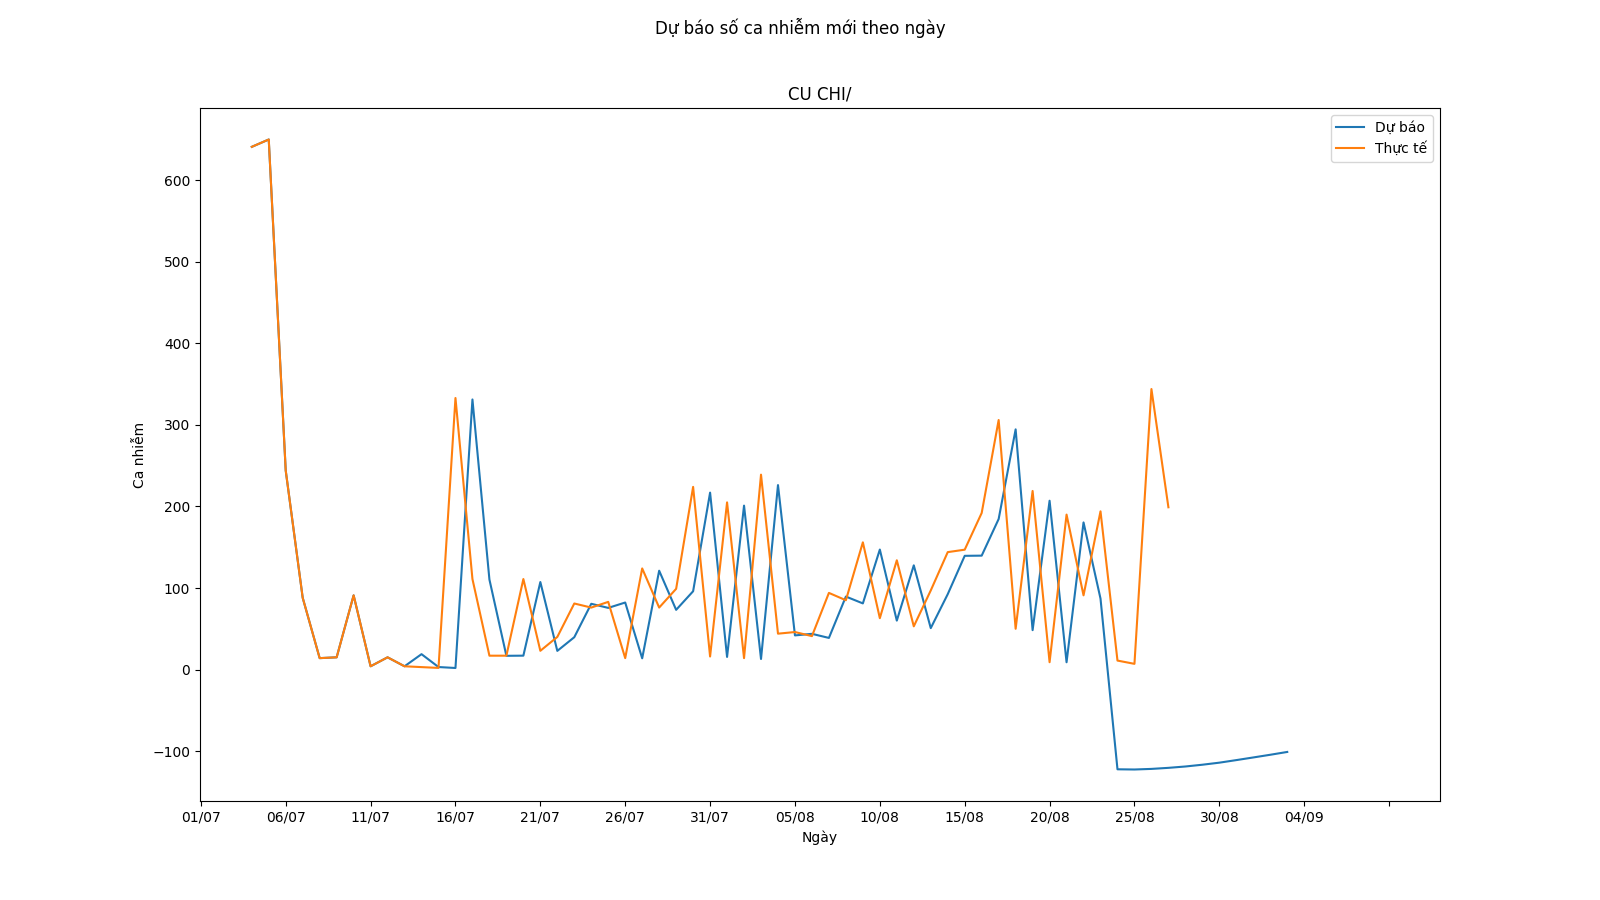 Dự báo số ca nhiễm mới theo ngày
CU CHI/
Dự báo
Thực tế
600
500
400
300
200
100
0
−100
Ca nhiễm
01/07 06/07 11/07 16/07 21/07 26/07 31/07 05/08 10/08 15/08 20/08 25/08 30/08 04/09
Ngày